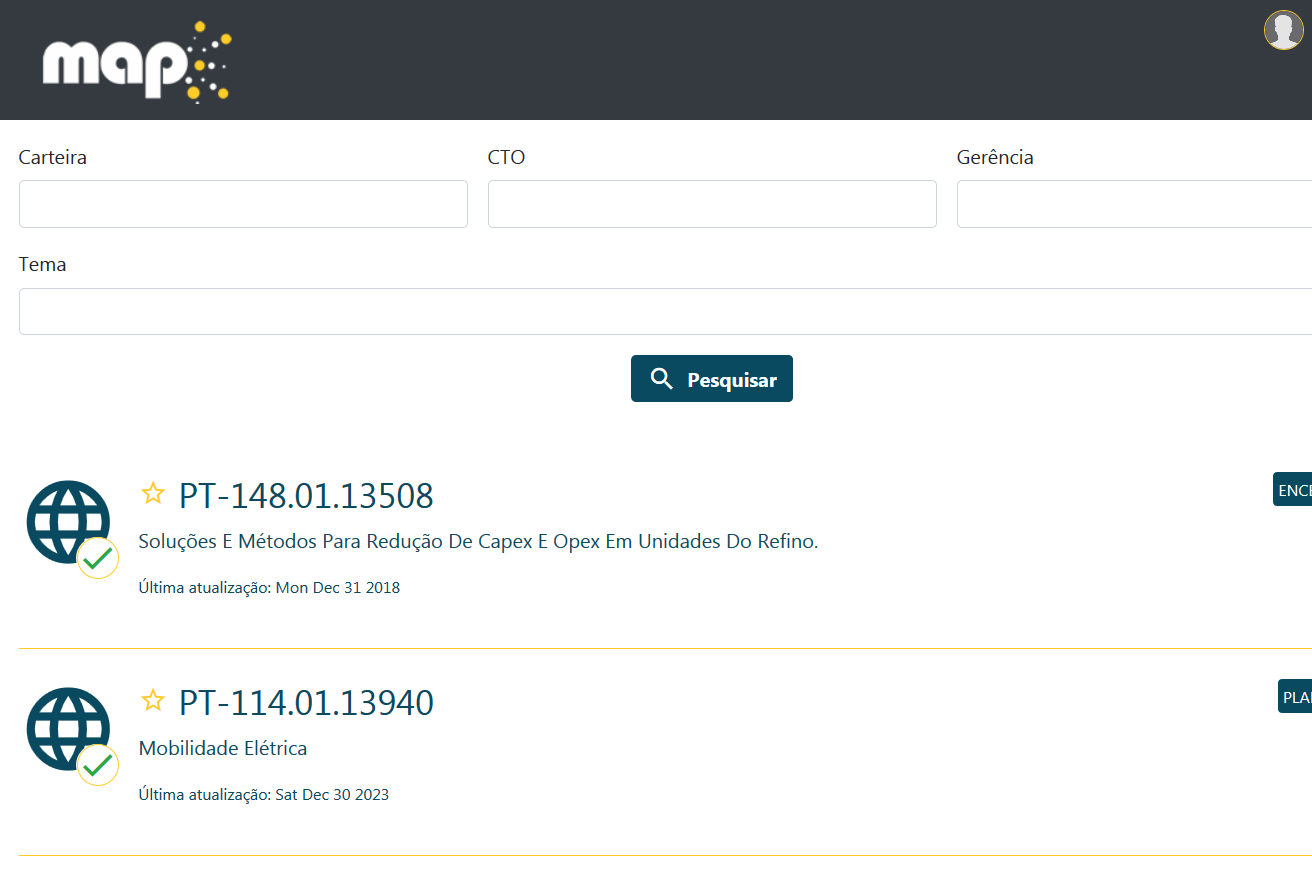 map
Carteira
CTO
Gerência
Tema
Pesquisar
PT-148.01.13508
Soluções E Métodos Para Redução De Capex E Opex Em Unidades Do Refino.
Última atualização: Mon Dec 31 2018
ENCE
PT-114.01.13940
Mobilidade Elétrica
Última atualização: Sat Dec 30 2023